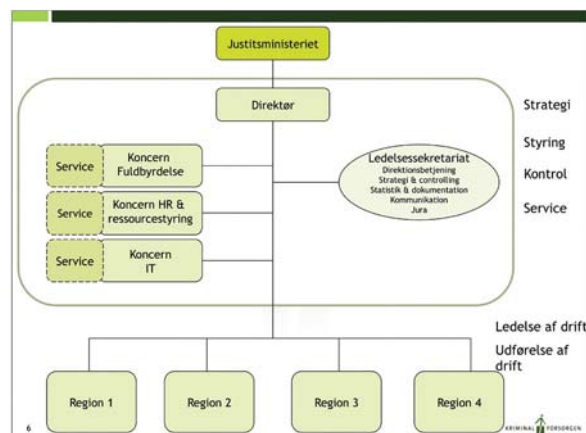 Justitsministeriet
Direktør
Strategi
Styring
Kontrol
Service
Service
Koncern
Fuldbyrdelse
Service
Koncern HR &
ressourcestyring
Service
Koncern
IT
Ledelsessekretariat
Direktionsbetjening
Strategi & controlling
Statistik & dokumentation
Kommunikation
Jura
Ledelse af drift
Udførelse af
drift
Region 1
Region 2
Region 3
Region 4
6
KRIMINAL FORSORGEN